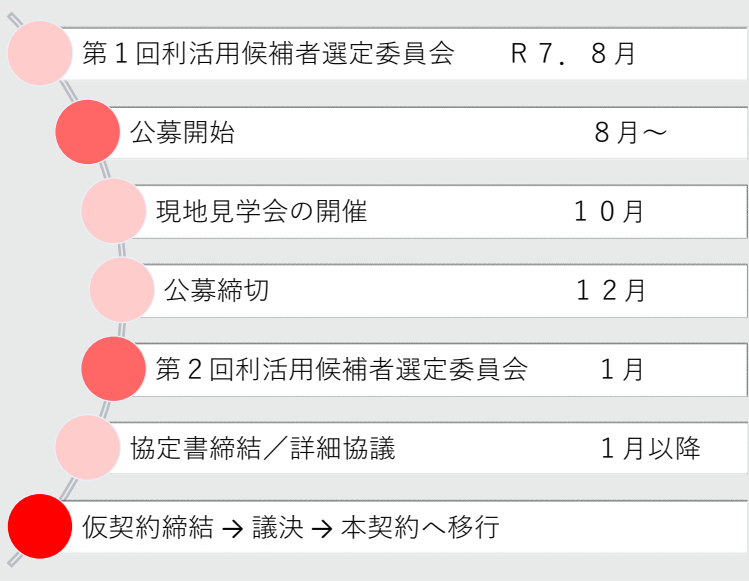 第１回利活用候補者選定委員会　　Ｒ７．８月
公募開始　　８月～
現地見学会の開催　　１０月
公募締切　　１２月
第２回利活用候補者選定委員会　　１月
協定書締結／詳細協議　　１月以降
仮契約締結 → 議決 → 本契約へ移行